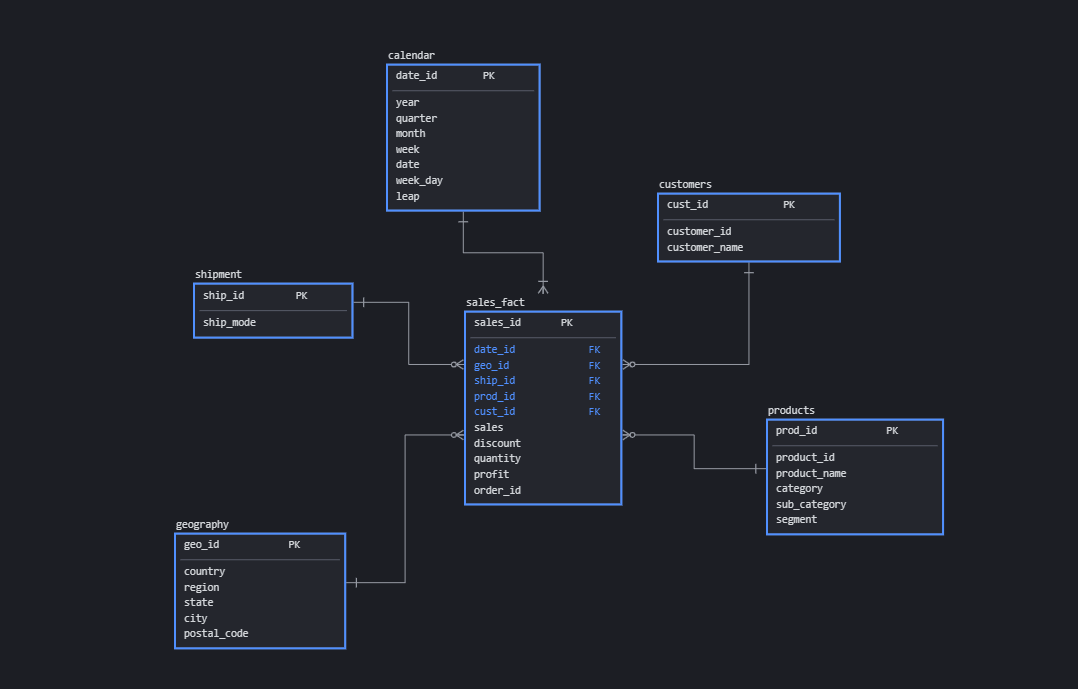 calendar
date_id PK
year
quarter
month
week
date
week_day
leap
customers
cust_id PK
customer_id
customer_name
shipment
ship_id PK
ship_mode
sales_fact
sales_id PK
date_id FK
geo_id FK
ship_id FK
prod_id FK
cust_id FK
sales
discount
quantity
profit
order_id
products
prod_id PK
product_id
product_name
category
sub_category
segment
geography
geo_id PK
country
region
state
city
postal_code